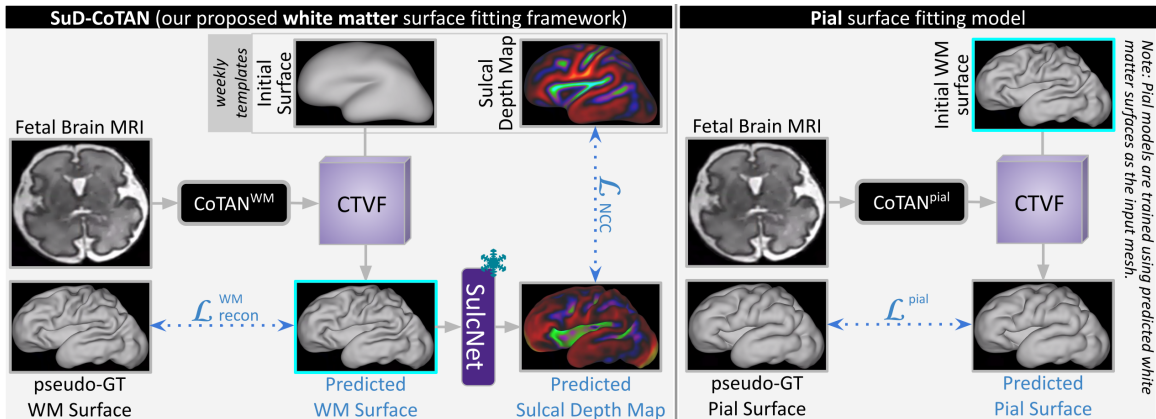 SuD-CoTAN (our proposed white matter surface fitting framework)
weekly
templates
Initial
Surface
Sulcal
Depth Map
Fetal Brain MRI
CoTAN^WM
CTVF
ℒ^NCC
SulcNet
ℒ^WM_recon
pseudo-GT
WM Surface
Predicted
WM Surface
Predicted
Sulcal Depth Map
Pial surface fitting model
Initial WM
surface
Note: Pial models are trained using predicted white
matter surfaces as the input mesh.
Fetal Brain MRI
CoTAN^pial
CTVF
ℒ^pial
pseudo-GT
Pial Surface
Predicted
Pial Surface